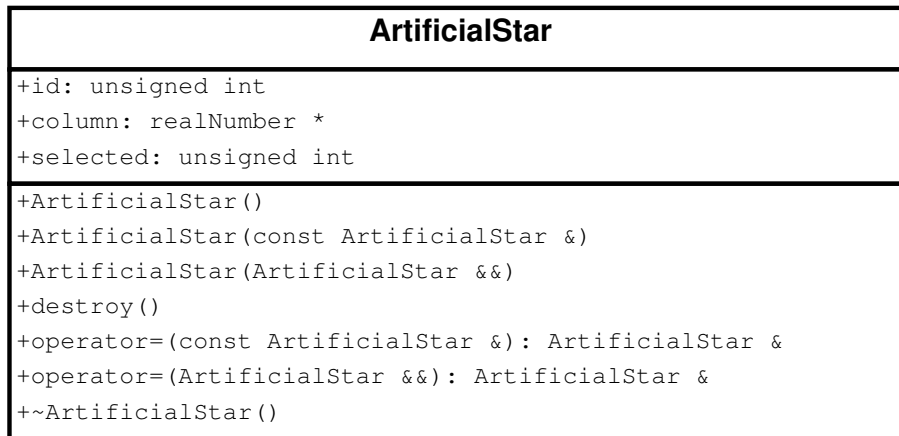 ArtificialStar
+id: unsigned int
+column: realNumber *
+selected: unsigned int
+ArtificialStar()
+ArtificialStar(const ArtificialStar &)
+ArtificialStar(ArtificialStar &&)
+destroy()
+operator=(const ArtificialStar &): ArtificialStar &
+operator=(ArtificialStar &&): ArtificialStar &
+~ArtificialStar()